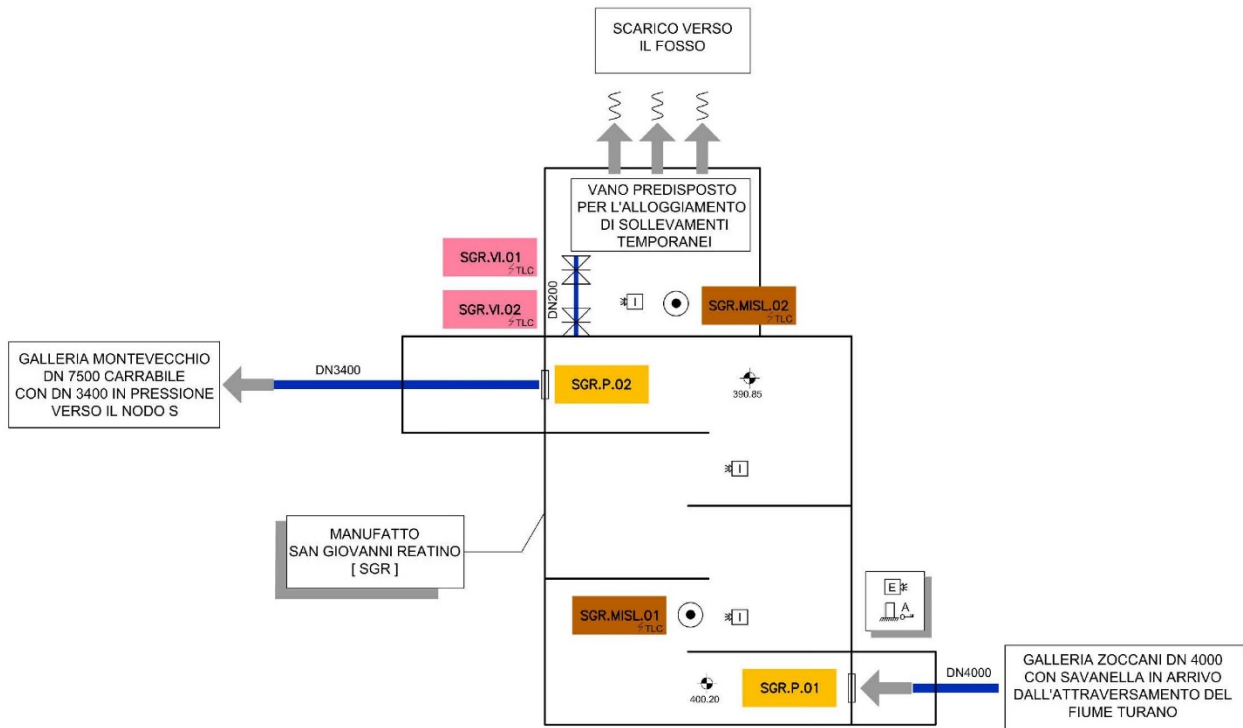 SCARICO VERSO
IL FOSSO
VANO PREDISPOSTO
PER L'ALLOGGIAMENTO
DI SOLLEVAMENTI
TEMPORANEI
SGR.VI.01
TLC
SGR.VI.02
TLC
DN200
I
SGR.MISL.02
TLC
GALLERIA MONTEVECCHIO
DN 7500 CARRABILE
CON DN 3400 IN PRESSIONE
VERSO IL NODO S
DN3400
SGR.P.02
390.85
I
MANUFATTO
SAN GIOVANNI REATINO
[ SGR ]
E
A
SGR.MISL.01
TLC
I
400.20
SGR.P.01
DN4000
GALLERIA ZOCCANI DN 4000
CON SAVANELLA IN ARRIVO
DALL'ATTRAVERSAMENTO DEL
FIUME TURANO